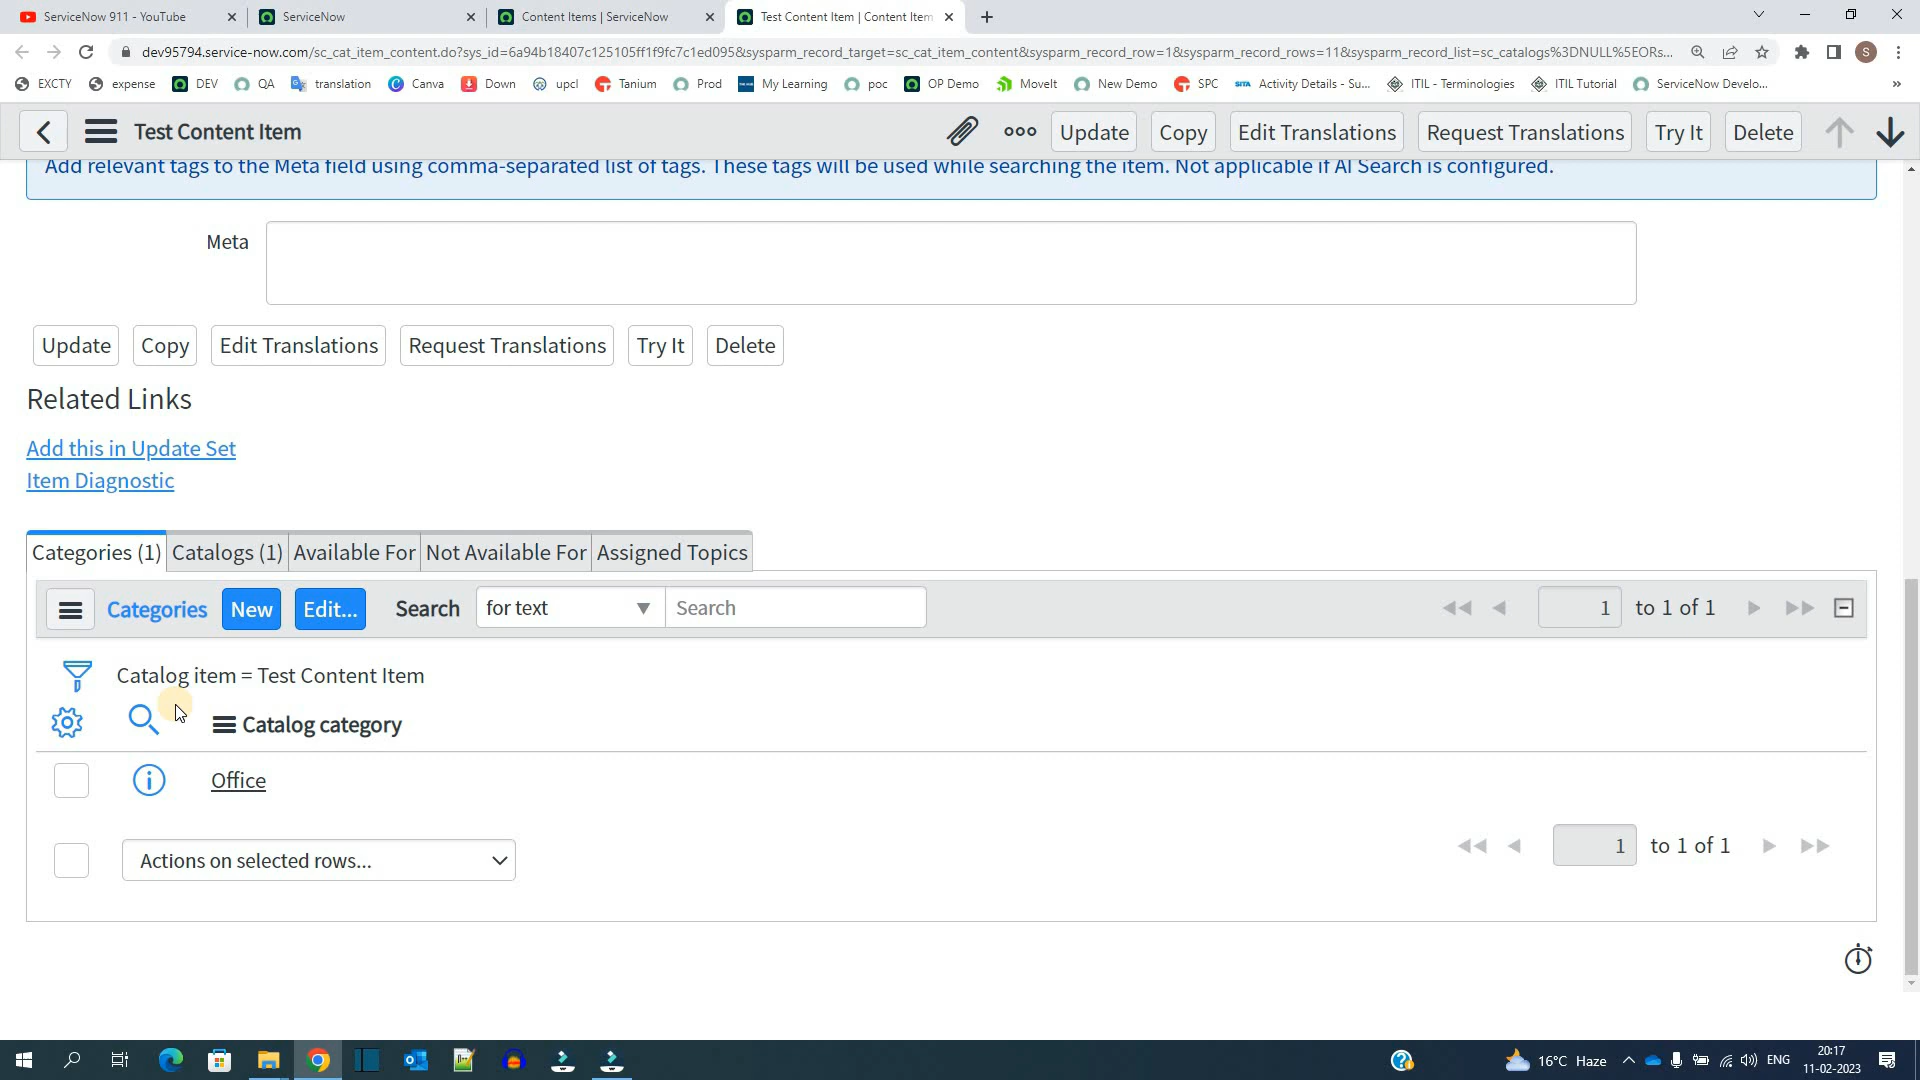 ServiceNow 911 - YouTube
ServiceNow
Content Items | ServiceNow
Test Content Item | Content Item
dev95794.service-now.com/sc_cat_item_content.do?sys_id=6a94b18407c125105ff1f9fc7c1ed095&sysparm_record_target=sc_cat_item_content&sysparm_record_row=1&sysparm_record_rows=11&sysparm_record_list=sc_catalogs%3DNULL%5EORs...
S
EXCTY expense DEV QA translation Canva Down upcl Tanium Prod My Learning poc OP Demo MoveIt New Demo SPC Activity Details - Su... ITIL - Terminologies ITIL Tutorial ServiceNow Develo... »
Test Content Item
Update Copy Edit Translations Request Translations Try It Delete
Add relevant tags to the Meta field using comma-separated list of tags. These tags will be used while searching the item. Not applicable if AI Search is configured.
Meta
Update Copy Edit Translations Request Translations Try It Delete
Related Links
Add this in Update Set
Item Diagnostic
Categories (1) Catalogs (1) Available For Not Available For Assigned Topics
Categories New Edit... Search for text Search 1 to 1 of 1
Catalog item = Test Content Item
Catalog category
Office
Actions on selected rows... 1 to 1 of 1
16°C Haze ENG
20:17
11-02-2023